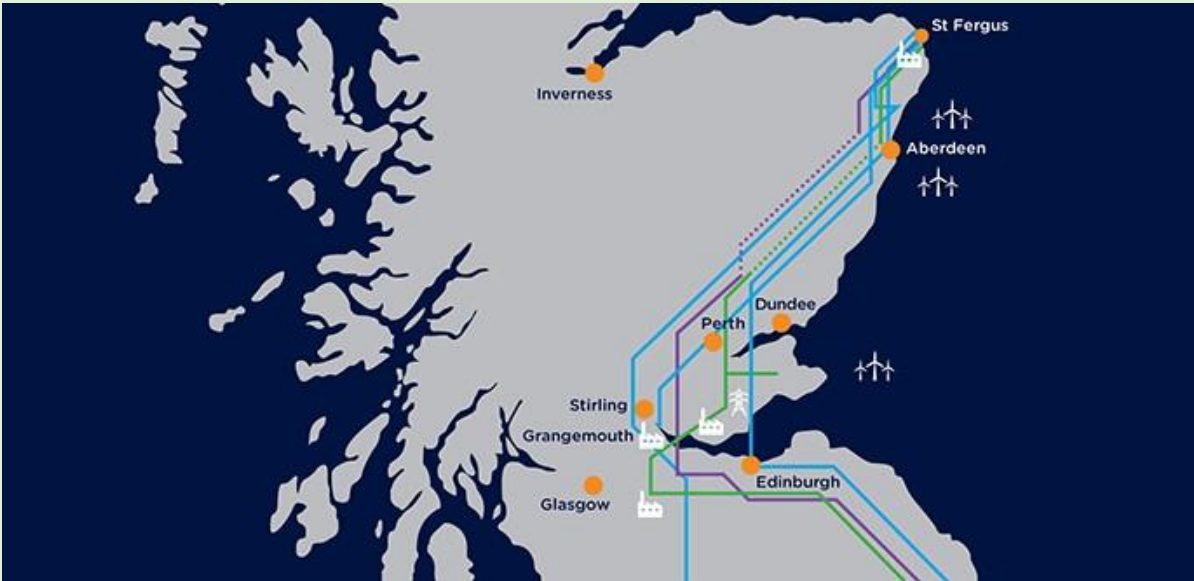 St Fergus
Inverness
Aberdeen
Dundee
Perth
Stirling
Grangemouth
Edinburgh
Glasgow